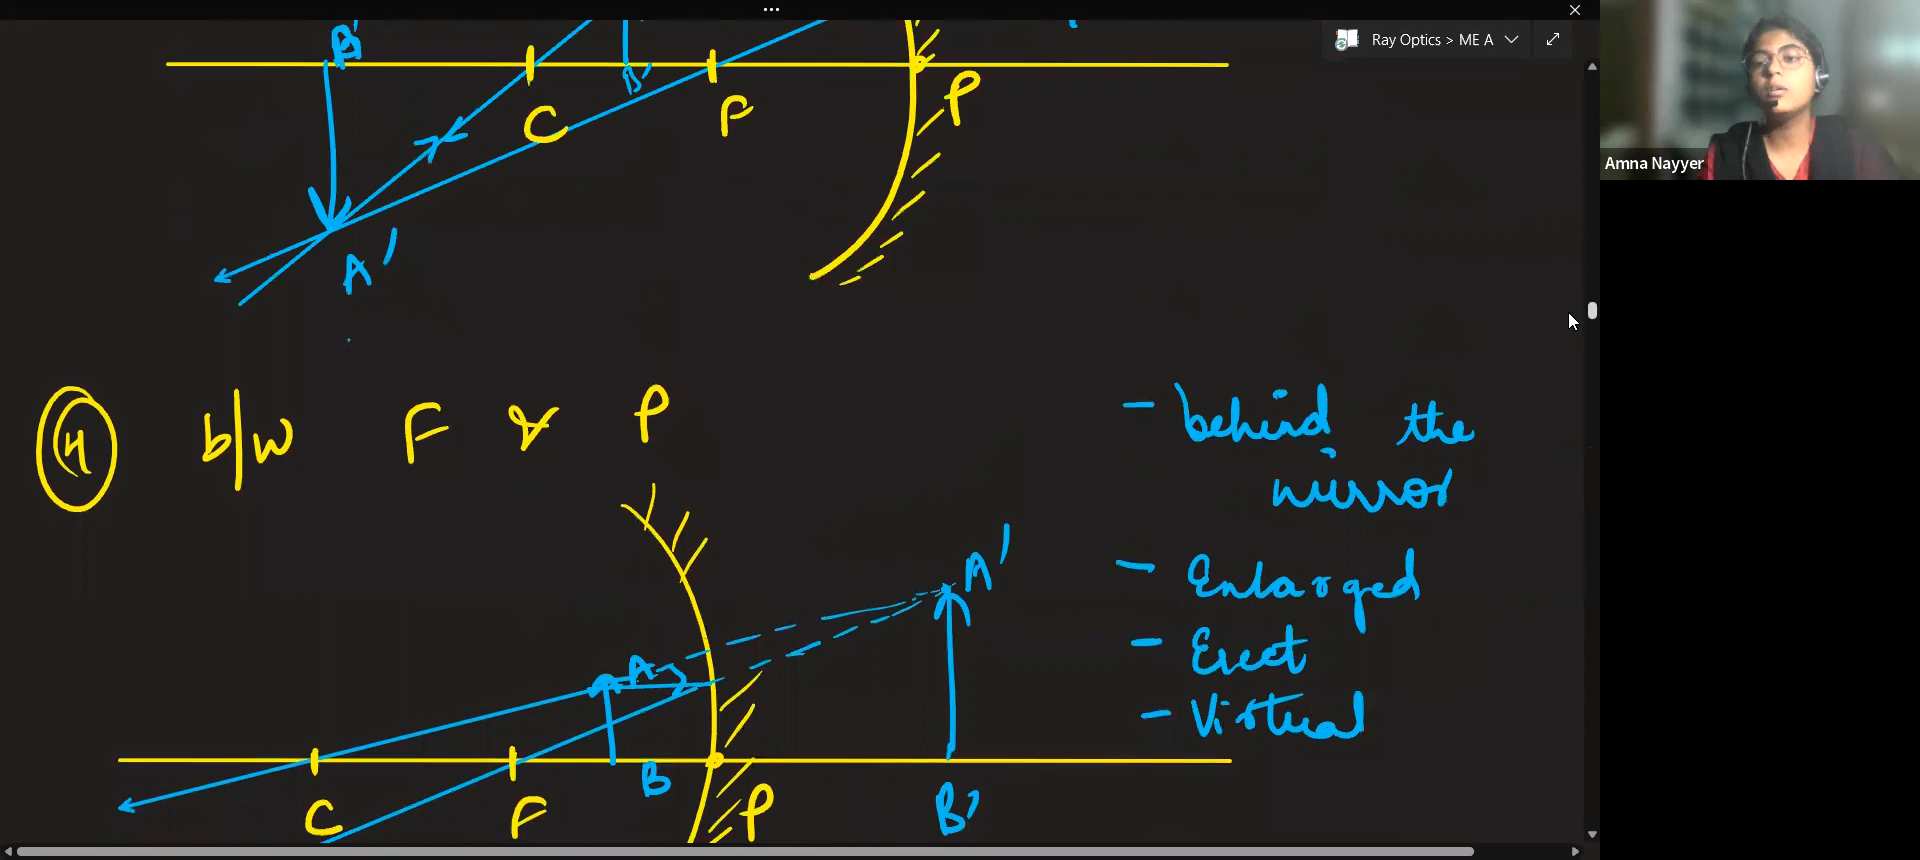 ...
Ray Optics > ME A
Amna Nayyer
B'
B'
C
F
P
A'
4
b/w F & P
- behind the
mirror
A'
- Enlarged
- Erect
A
- Virtual
B
C
F
P
B'